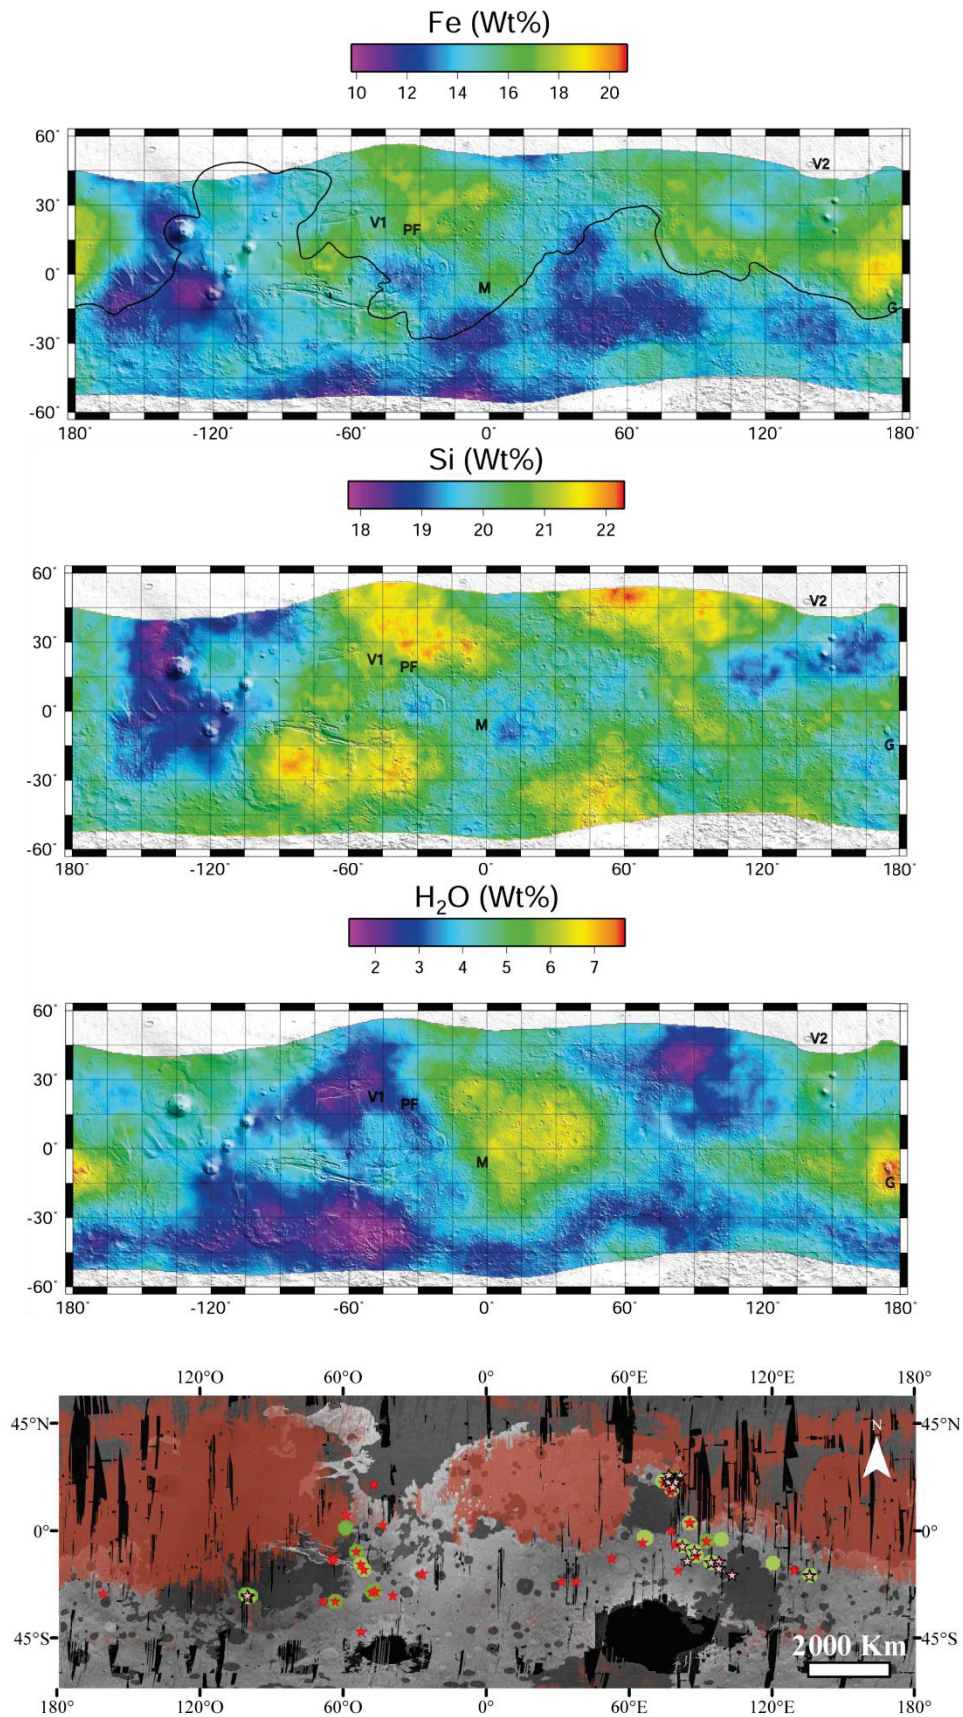 Fe (Wt%)
10 12 14 16 18 20
60°
30°
0°
-30°
-60°
V2
V1
PF
M
G
180° -120° -60° 0° 60° 120° 180°
Si (Wt%)
18 19 20 21 22
60°
30°
0°
-30°
-60°
V2
V1
PF
M
G
180° -120° -60° 0° 60° 120° 180°
H₂O (Wt%)
2 3 4 5 6 7
60°
30°
0°
-30°
-60°
V2
V1
PF
M
G
180° -120° -60° 0° 60° 120° 180°
120°O 60°O 0° 60°E 120°E 180°
45°N 45°N
N
0° 0°
45°S 45°S
2000 Km
180° 120°O 60°O 0° 60°E 120°E 180°